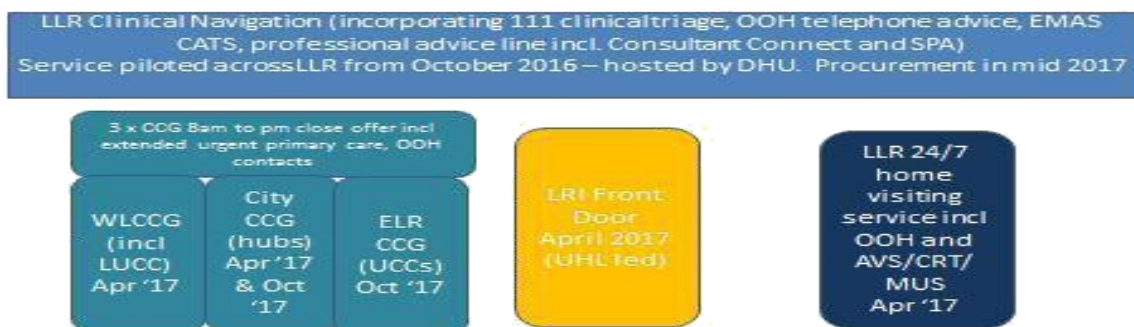 LLR Clinical Navigation (incorporating 111 clinical triage, OOH telephone advice, EMAS
CATS, professional advice line incl. Consultant Connect and SPA)
Service piloted across LLR from October 2016 – hosted by DHU. Procurement in mid 2017
3 x CCG 8am to pm close offer incl
extended urgent primary care, OOH
contacts
WLCCG
(incl
LUCC)
Apr ‘17
City
CCG
(hubs)
Apr ‘17
& Oct
‘17
ELR
CCG
(UCCs)
Oct ‘17
LRI Front
Door
April 2017
(UHL led)
LLR 24/7
home
visiting
service incl
OOH and
AVS/CRT/
MUS
Apr ‘17